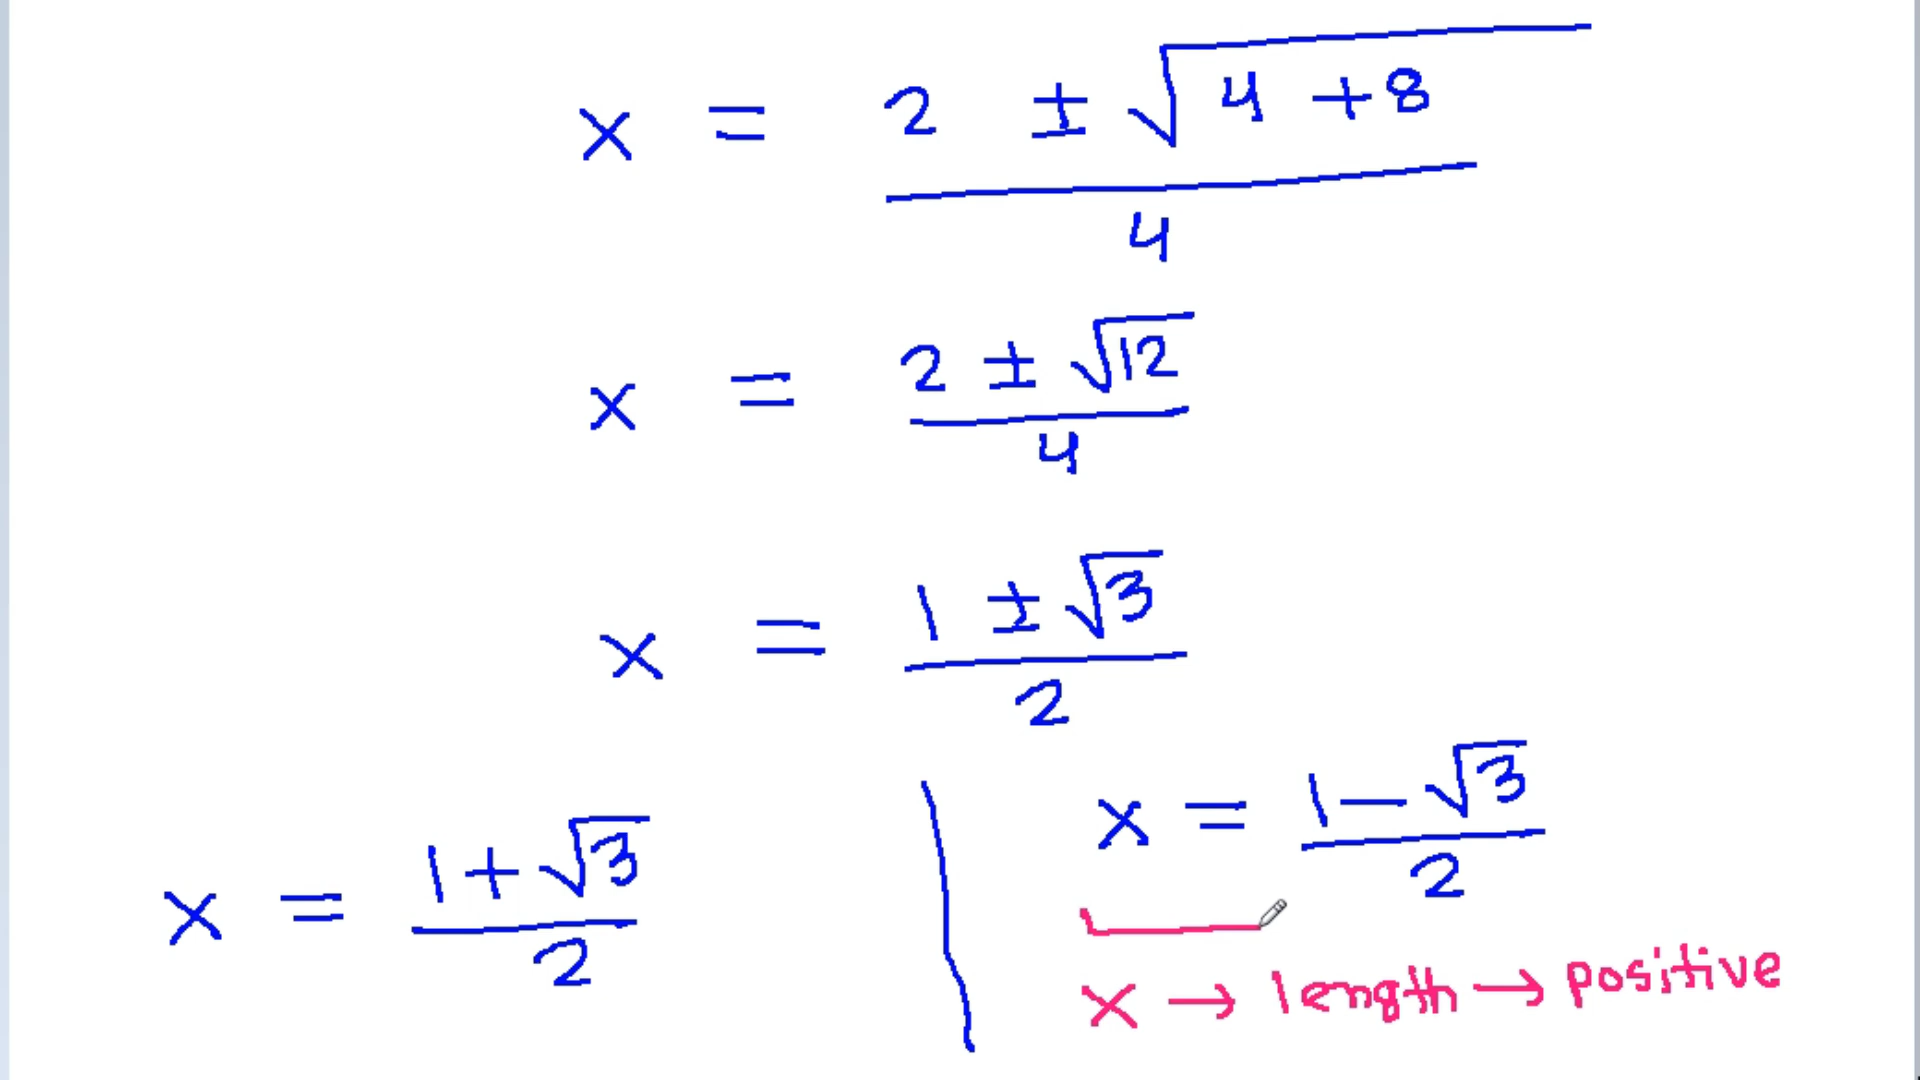 x = 2 ± √4 + 8
4
x = 2 ± √12
4
x = 1 ± √3
2
x = 1 + √3
2
x = 1 − √3
2
x → length → positive